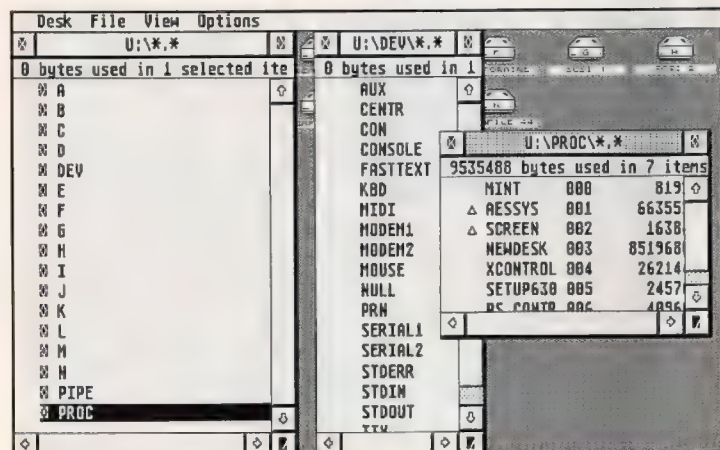 Desk File View Options
U:\*.*
0 bytes used in 1 selected ite
A
B
C
D
DEV
E
F
G
H
I
J
K
L
M
N
PIPE
PROC
U:\DEV\*.*
0 bytes used in 1
AUX
CENTR
CON
CONSOLE
FASTTEXT
KBD
MIDI
MODEM1
MODEM2
MOUSE
NULL
PRN
SERIAL1
SERIAL2
STDERR
STDIN
STDOUT
TTY
F
G
H
N
U:\PROC\*.*
9535488 bytes used in 7 items
MINT 000 819
AESSYS 001 66355
SCREEN 002 1638
NEWDESK 003 851968
XCONTROL 004 26214
SETUP630 005 2457
006 4096